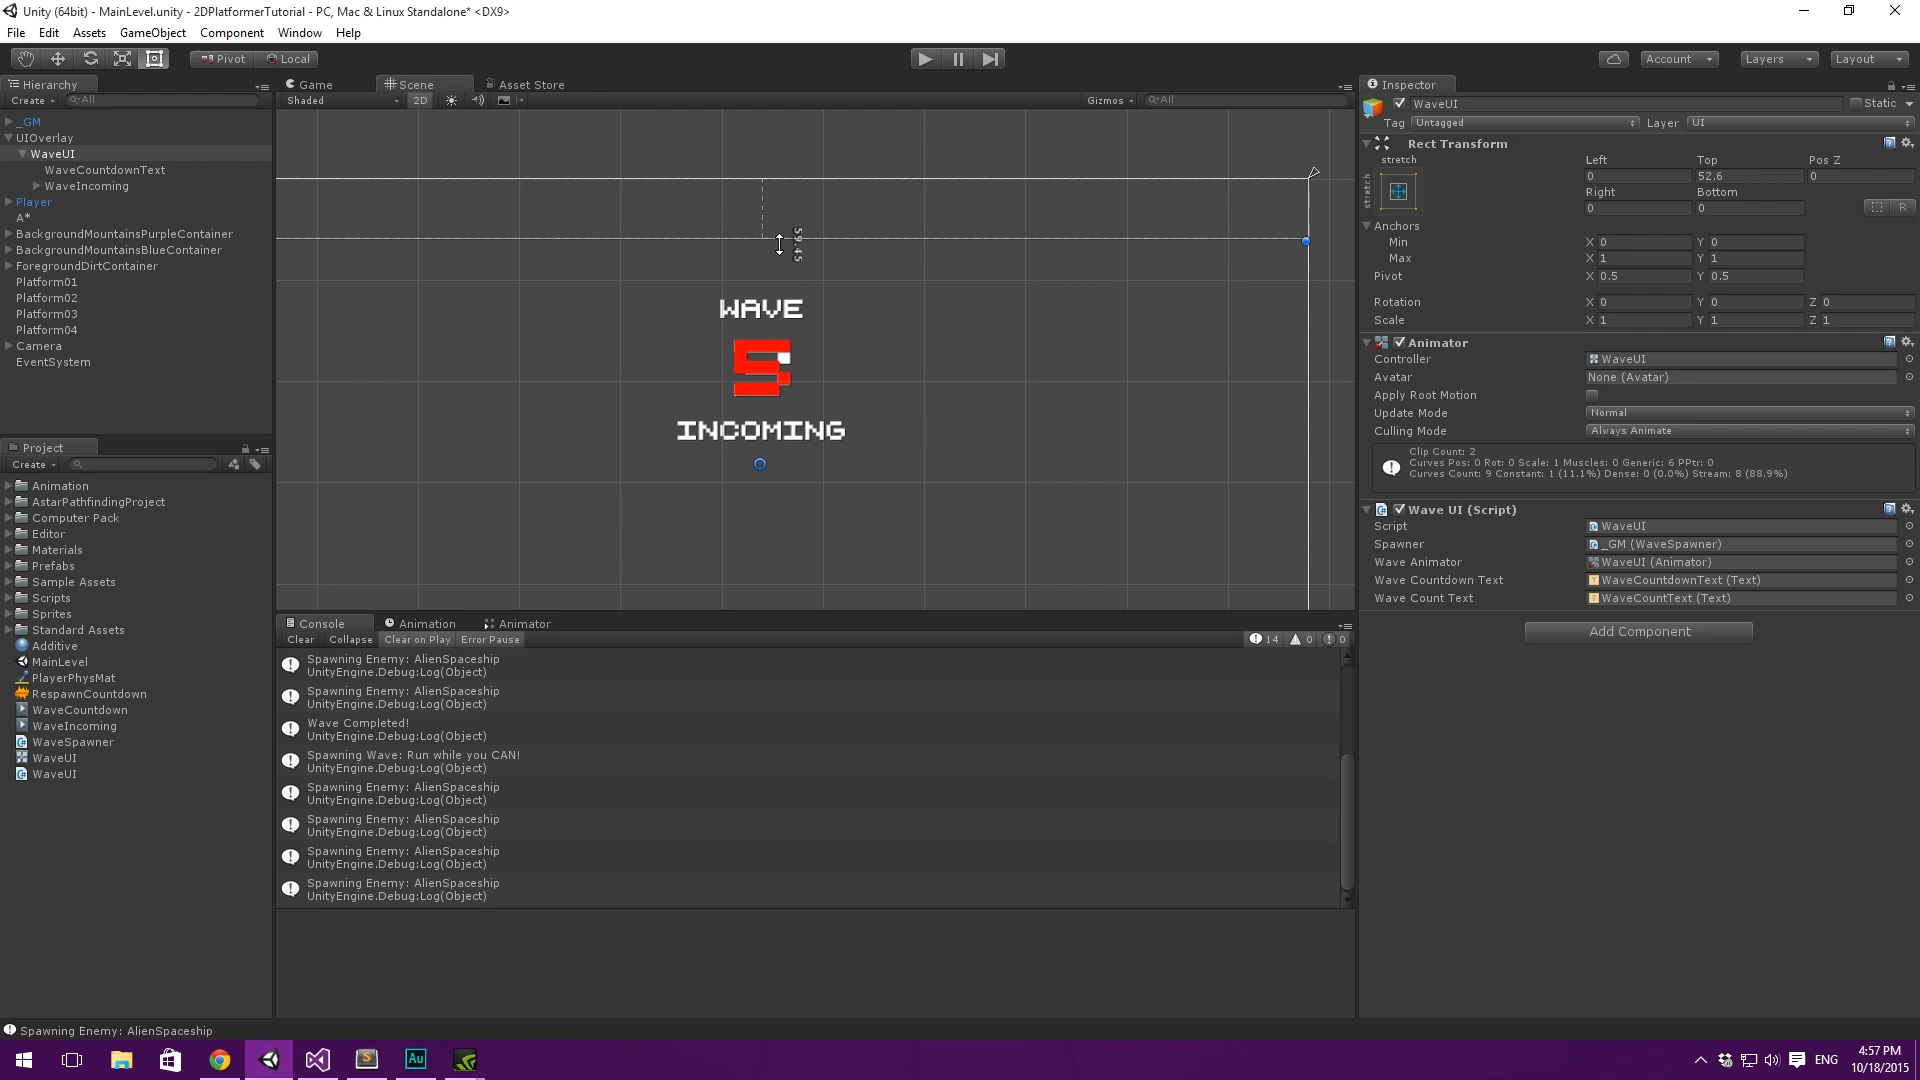 Unity (64bit) - MainLevel.unity - 2DPlatformerTutorial - PC, Mac & Linux Standalone* <DX9>
File Edit Assets GameObject Component Window Help
Pivot Local Account Layers Layout
Hierarchy
Create All
_GM
UIOverlay
WaveUI
WaveCountdownText
WaveIncoming
Player
A*
BackgroundMountainsPurpleContainer
BackgroundMountainsBlueContainer
ForegroundDirtContainer
Platform01
Platform02
Platform03
Platform04
Camera
EventSystem
Project
Create
Animation
AstarPathfindingProject
Computer Pack
Editor
Materials
Prefabs
Sample Assets
Scripts
Sprites
Standard Assets
Additive
MainLevel
PlayerPhysMat
RespawnCountdown
WaveCountdown
WaveIncoming
WaveSpawner
WaveUI
WaveUI
Game Scene Asset Store
Shaded 2D Gizmos All
59.45
WAVE
5
INCOMING
Console Animation Animator
Clear Collapse Clear on Play Error Pause 14 0 0
Spawning Enemy: AlienSpaceship
UnityEngine.Debug:Log(Object)
Spawning Enemy: AlienSpaceship
UnityEngine.Debug:Log(Object)
Wave Completed!
UnityEngine.Debug:Log(Object)
Spawning Wave: Run while you CAN!
UnityEngine.Debug:Log(Object)
Spawning Enemy: AlienSpaceship
UnityEngine.Debug:Log(Object)
Spawning Enemy: AlienSpaceship
UnityEngine.Debug:Log(Object)
Spawning Enemy: AlienSpaceship
UnityEngine.Debug:Log(Object)
Spawning Enemy: AlienSpaceship
UnityEngine.Debug:Log(Object)
Inspector
WaveUI Static
Tag Untagged Layer UI
Rect Transform
stretch Left Top Pos Z
stretch 0 52.6 0
Right Bottom
0 0 R
Anchors
Min X 0 Y 0
Max X 1 Y 1
Pivot X 0.5 Y 0.5
Rotation X 0 Y 0 Z 0
Scale X 1 Y 1 Z 1
Animator
Controller WaveUI
Avatar None (Avatar)
Apply Root Motion
Update Mode Normal
Culling Mode Always Animate
Clip Count: 2
Curves Pos: 0 Rot: 0 Scale: 1 Muscles: 0 Generic: 6 PPtr: 0
Curves Count: 9 Constant: 1 (11.1%) Dense: 0 (0.0%) Stream: 8 (88.9%)
Wave UI (Script)
Script WaveUI
Spawner _GM (WaveSpawner)
Wave Animator WaveUI (Animator)
Wave Countdown Text WaveCountdownText (Text)
Wave Count Text WaveCountText (Text)
Add Component
Spawning Enemy: AlienSpaceship
S Au ENG 4:57 PM
10/18/2015